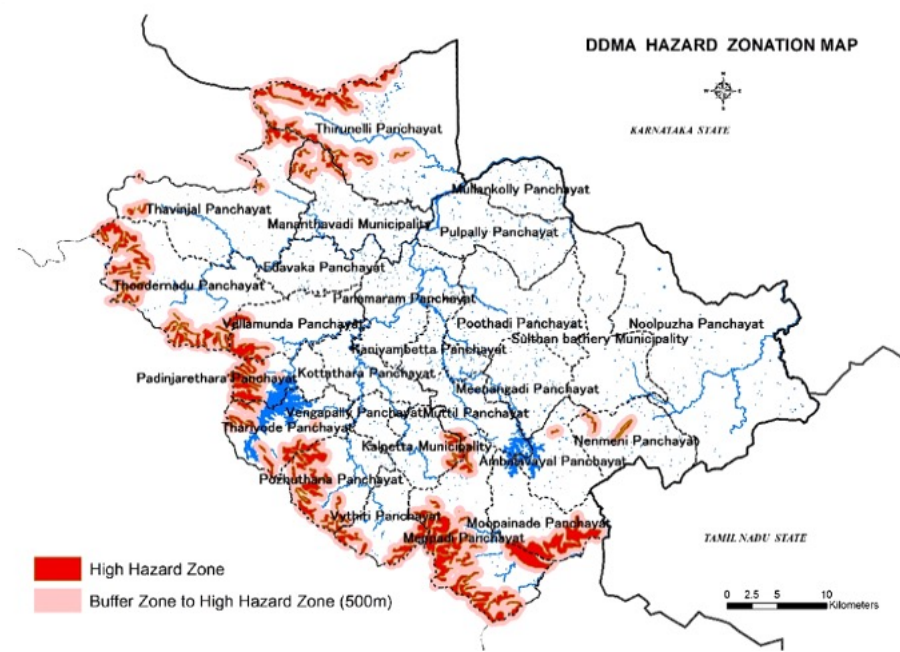 DDMA HAZARD ZONATION MAP
N
W E
S
KARNATAKA STATE
Thirunelli Panchayat
Mullankolly Panchayat
Thavinjal Panchayat
Mananthavadi Municipality
Pulpally Panchayat
Edavaka Panchayat
Thondernadu Panchayat
Panamaram Panchayat
Vellamunda Panchayat
Poothadi Panchayat
Noolpuzha Panchayat
Sulthan bathery Municipality
Kaniyambetta Panchayat
Kottathara Panchayat
Padinjarethara Panchayat
Meenangadi Panchayat
Vengapally Panchayat
Muttil Panchayat
Thariyode Panchayat
Nenmeni Panchayat
Kalpetta Municipality
Ambalavayal Panchayat
Pozhuthana Panchayat
Vythiti Panchayat
Moopainade Panchayat
Meppadi Panchayat
TAMIL NADU STATE
High Hazard Zone
Buffer Zone to High Hazard Zone (500m)
0 2.5 5 10
Kilometers